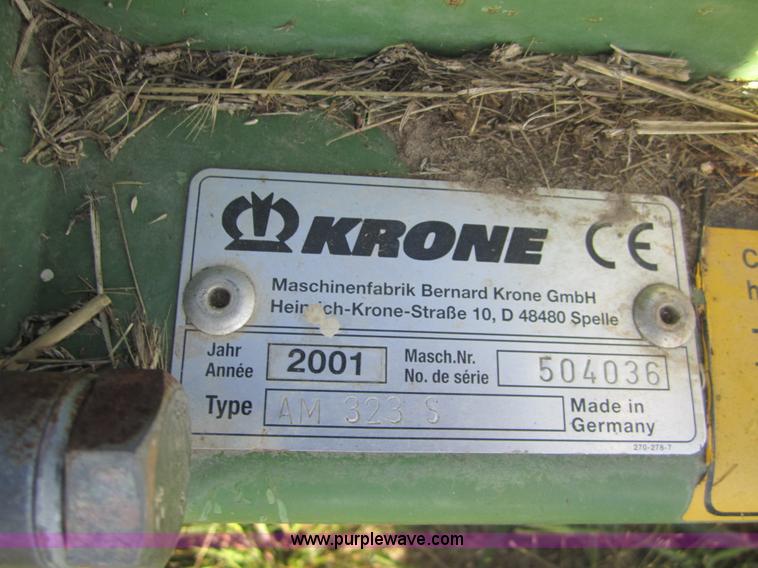 KRONE
CE
Maschinenfabrik Bernard Krone GmbH
Heinrich-Krone-Straße 10, D 48480 Spelle
Jahr
Année
2001
Masch.Nr.
No. de série
504036
Type
AM 323 S
Made in
Germany
270-278-7
C
h
www.purplewave.com